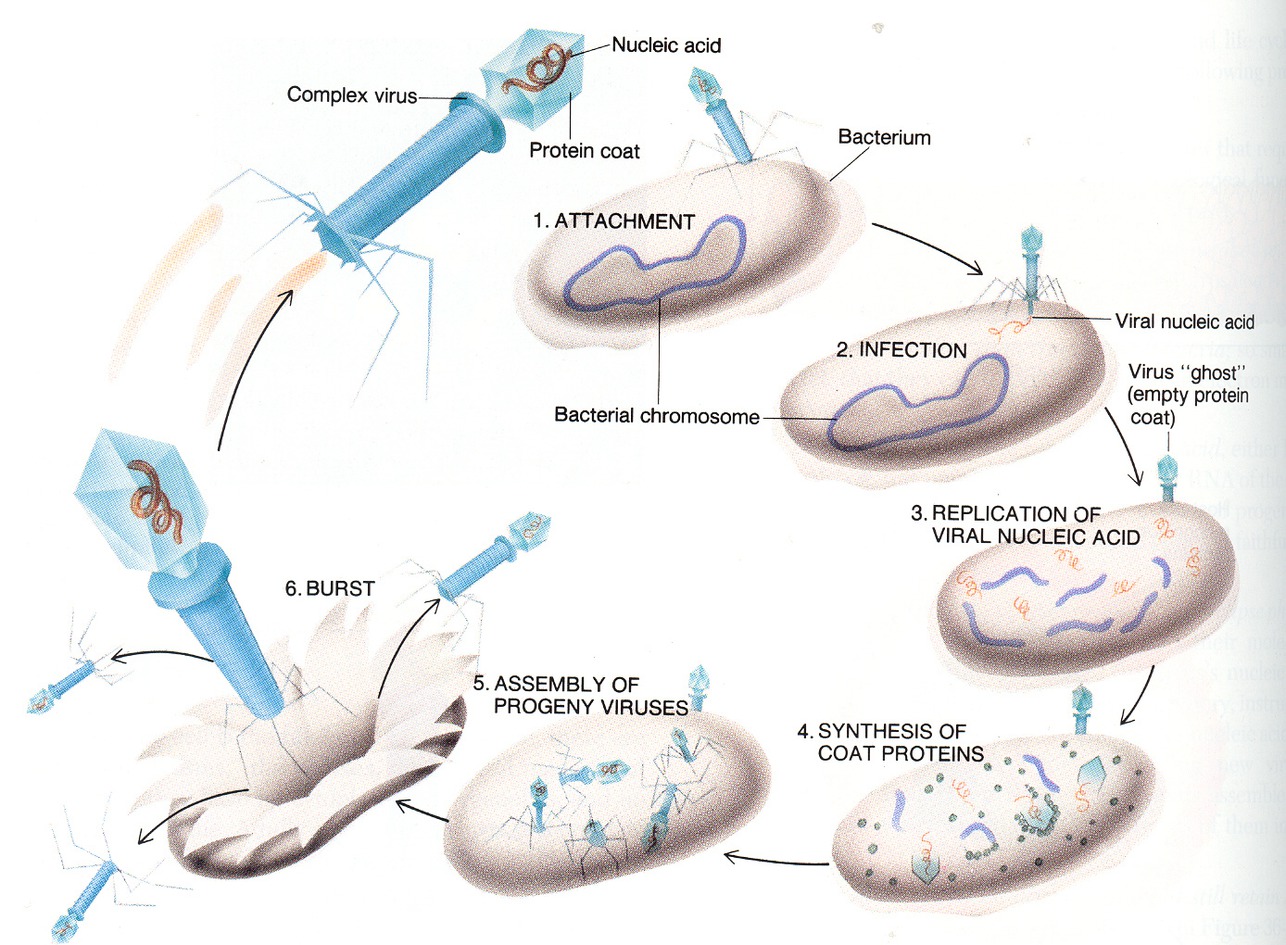 Nucleic acid
Complex virus
Protein coat
Bacterium
1. ATTACHMENT
Viral nucleic acid
2. INFECTION
Virus "ghost"
(empty protein
coat)
Bacterial chromosome
3. REPLICATION OF
VIRAL NUCLEIC ACID
6. BURST
5. ASSEMBLY OF
PROGENY VIRUSES
4. SYNTHESIS OF
COAT PROTEINS